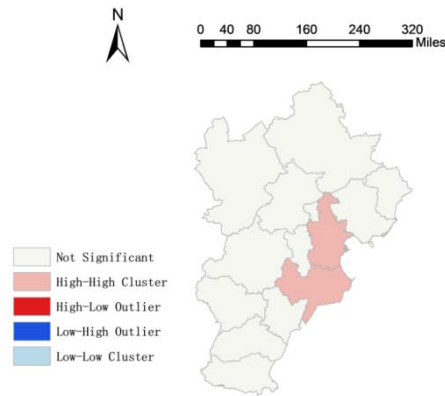 N
0 40 80 160 240 320
Miles
Not Significant
High-High Cluster
High-Low Outlier
Low-High Outlier
Low-Low Cluster